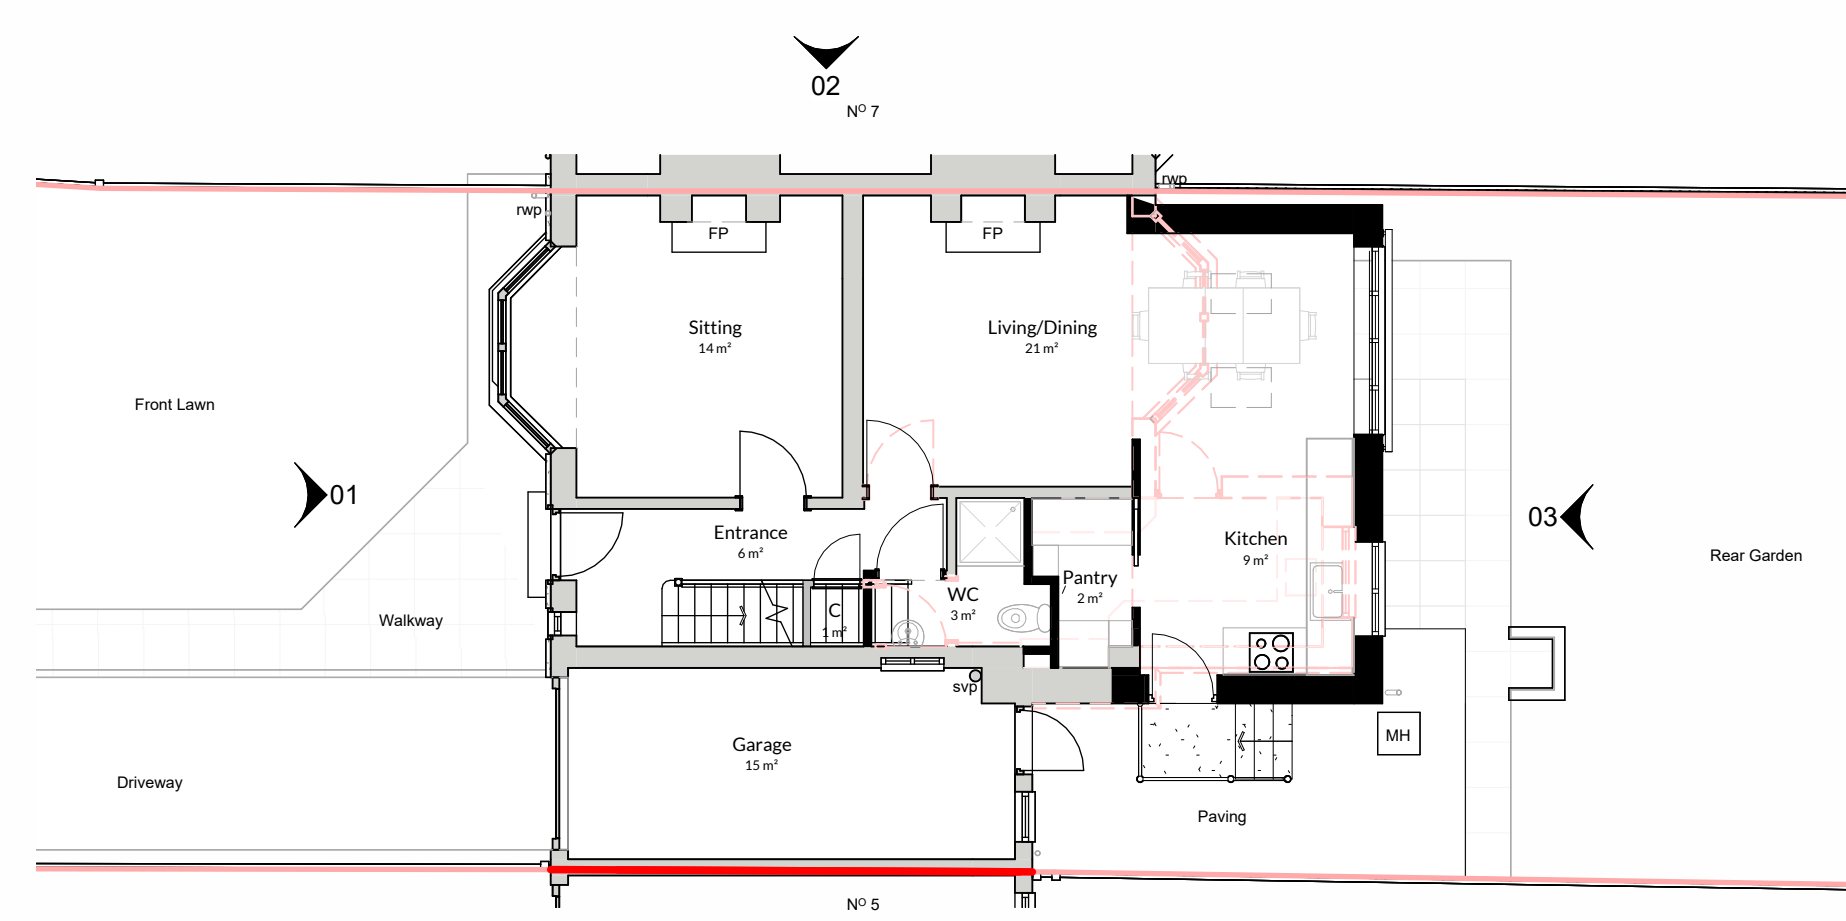 02
Nº 7
rwp
rwp
FP
FP
Sitting
14 m²
Living/Dining
21 m²
Front Lawn
01
03
Entrance
6 m²
Kitchen
9 m²
Rear Garden
Pantry
2 m²
WC
3 m²
C
1 m²
Walkway
svp
Garage
15 m²
MH
Driveway
Paving
Nº 5